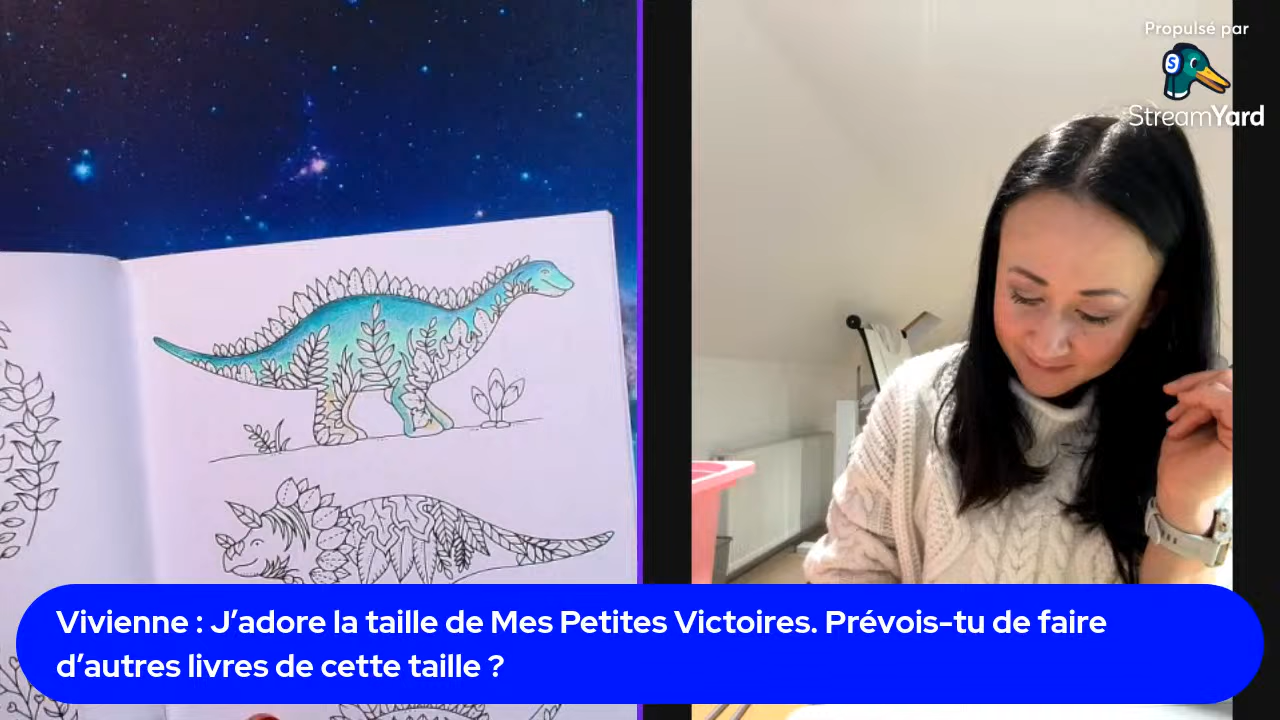 Propulsé par
StreamYard
Vivienne : J’adore la taille de Mes Petites Victoires. Prévois-tu de faire
d’autres livres de cette taille ?